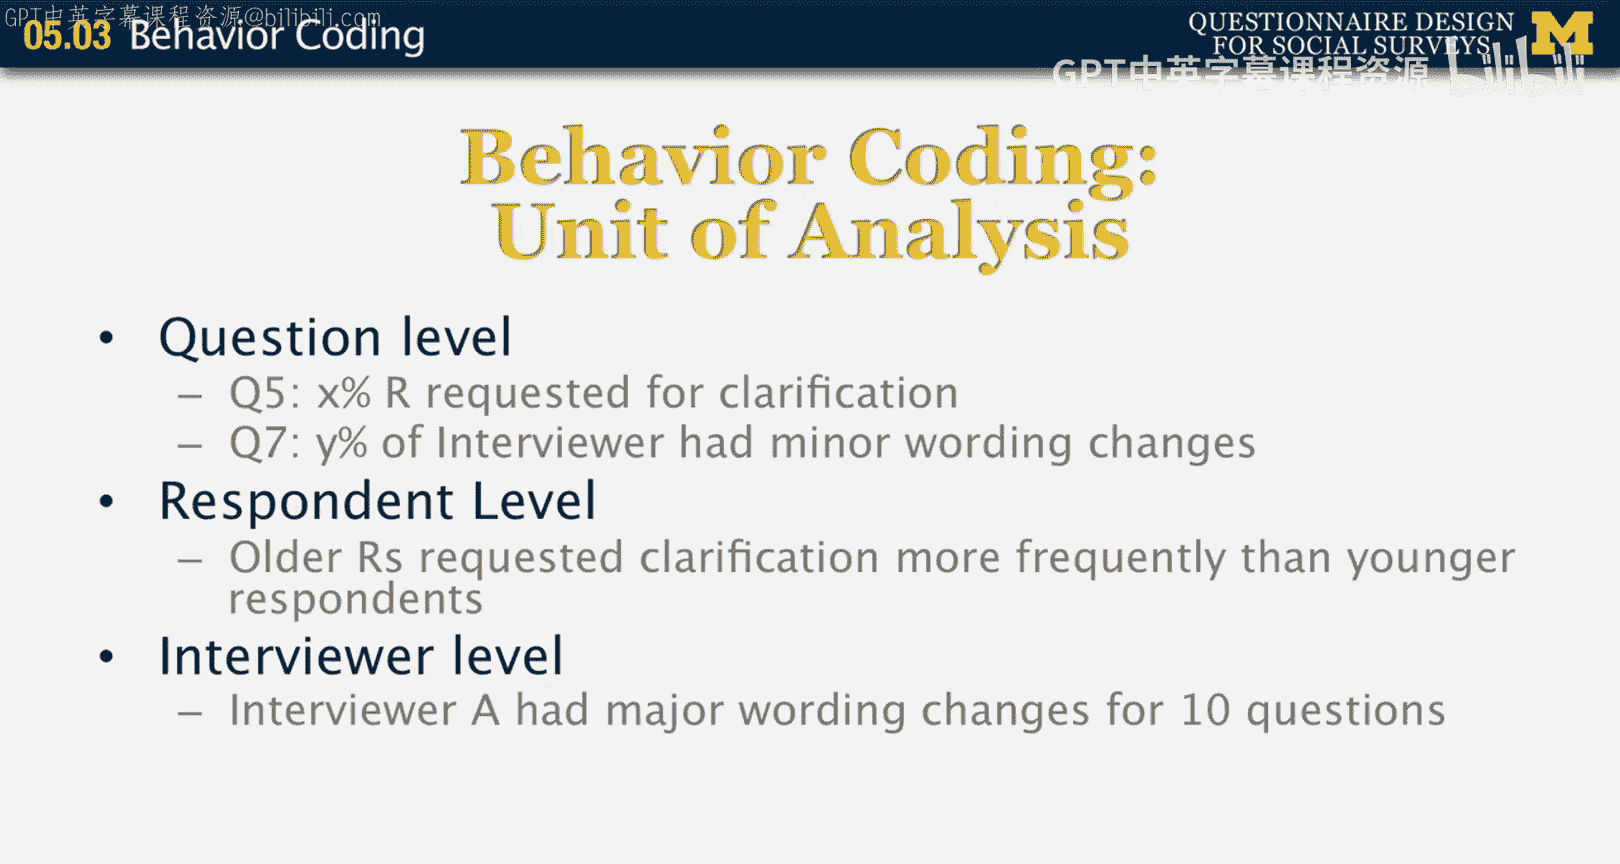 GPT中英字幕课程资源@bilibili.com
05.03 Behavior Coding
QUESTIONNAIRE DESIGN
FOR SOCIAL SURVEYS
M
GPT中英字幕课程资源 bilibili
Behavior Coding:
Unit of Analysis
• Question level
– Q5: x% R requested for clarification
– Q7: y% of Interviewer had minor wording changes
• Respondent Level
– Older Rs requested clarification more frequently than younger
respondents
• Interviewer level
– Interviewer A had major wording changes for 10 questions